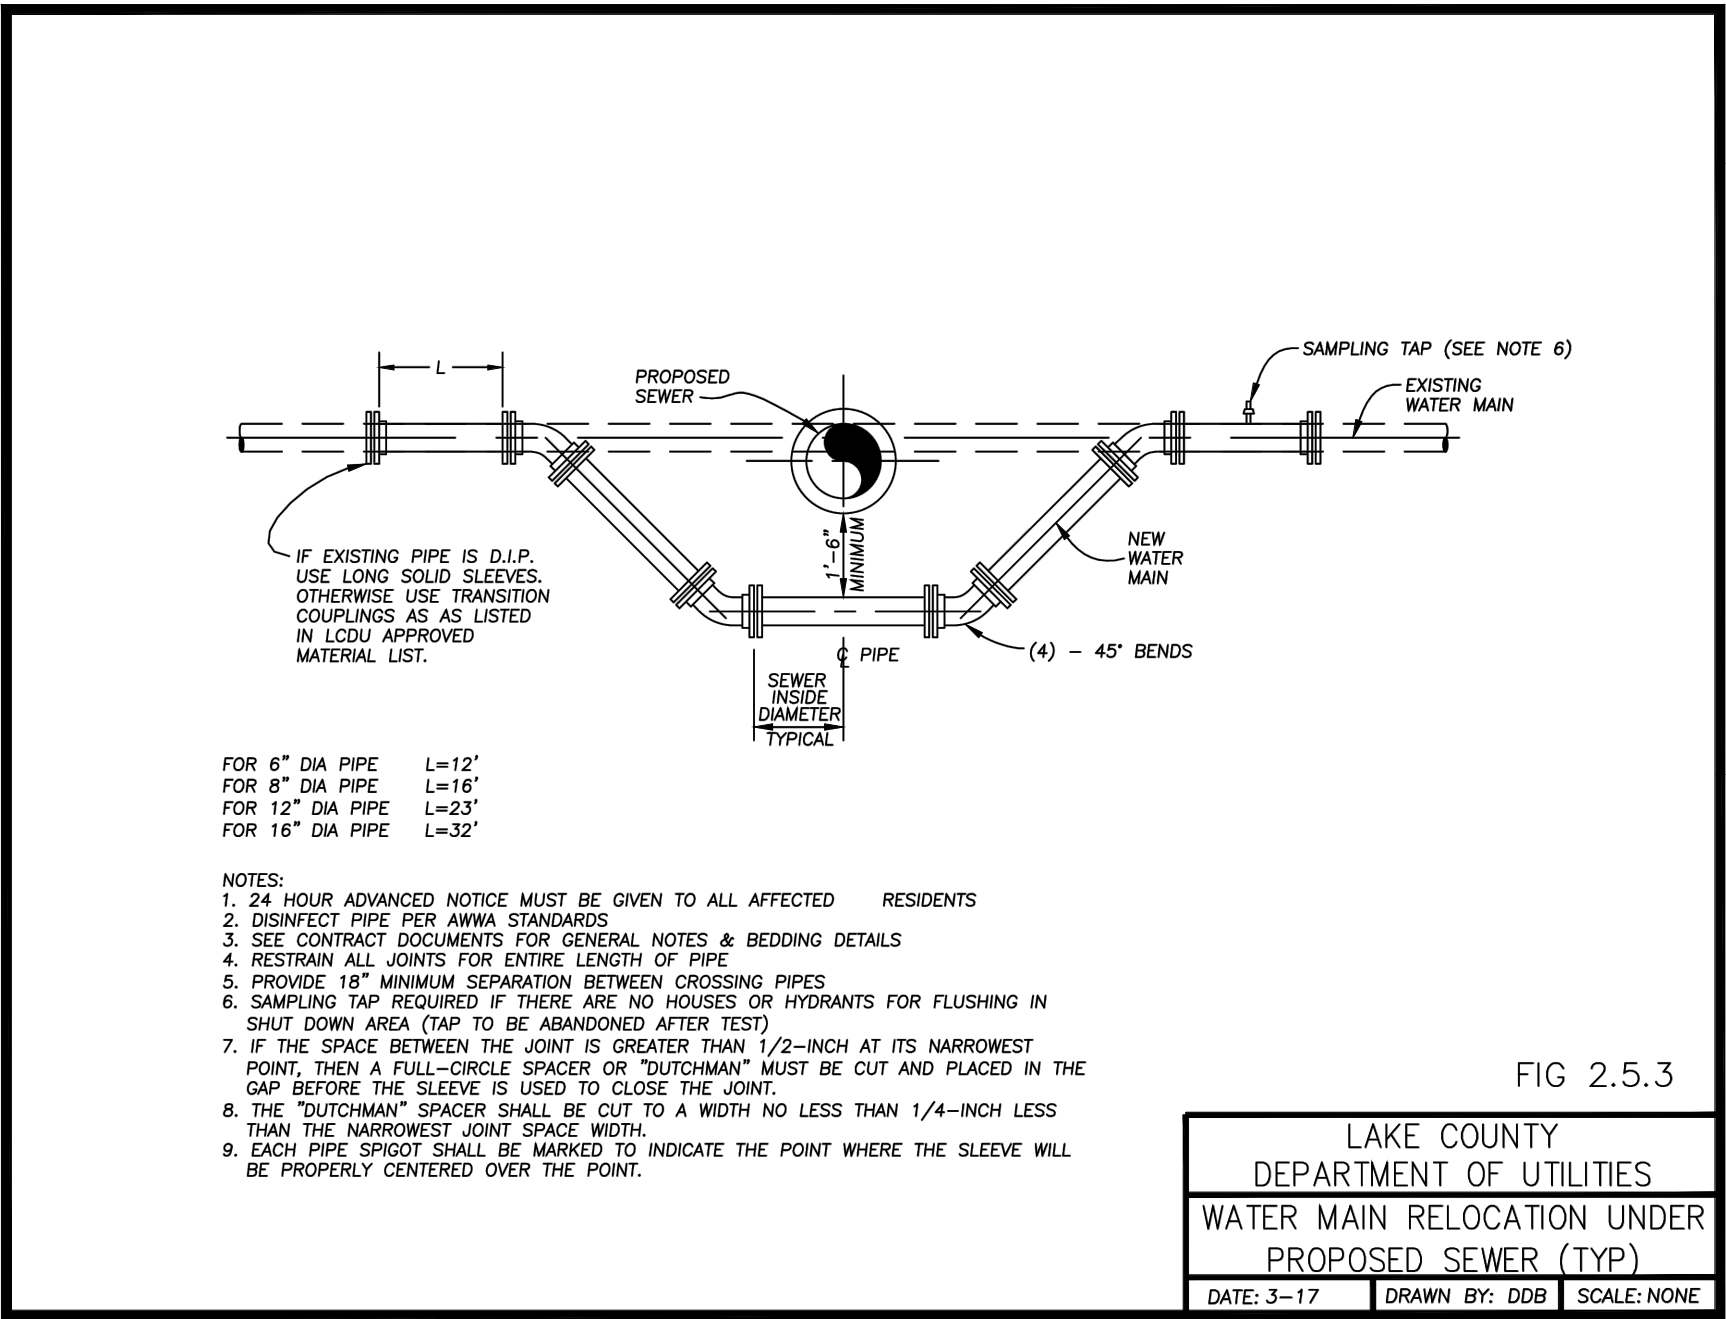 SAMPLING TAP (SEE NOTE 6)
L
PROPOSED
SEWER
EXISTING
WATER MAIN
1'-6"
MINIMUM
NEW
WATER
MAIN
IF EXISTING PIPE IS D.I.P.
USE LONG SOLID SLEEVES.
OTHERWISE USE TRANSITION
COUPLINGS AS AS LISTED
IN LCDU APPROVED
MATERIAL LIST.
℄ PIPE
(4) - 45° BENDS
SEWER
INSIDE
DIAMETER
TYPICAL
FOR 6" DIA PIPE L=12'
FOR 8" DIA PIPE L=16'
FOR 12" DIA PIPE L=23'
FOR 16" DIA PIPE L=32'
NOTES:
1. 24 HOUR ADVANCED NOTICE MUST BE GIVEN TO ALL AFFECTED RESIDENTS
2. DISINFECT PIPE PER AWWA STANDARDS
3. SEE CONTRACT DOCUMENTS FOR GENERAL NOTES & BEDDING DETAILS
4. RESTRAIN ALL JOINTS FOR ENTIRE LENGTH OF PIPE
5. PROVIDE 18" MINIMUM SEPARATION BETWEEN CROSSING PIPES
6. SAMPLING TAP REQUIRED IF THERE ARE NO HOUSES OR HYDRANTS FOR FLUSHING IN
SHUT DOWN AREA (TAP TO BE ABANDONED AFTER TEST)
7. IF THE SPACE BETWEEN THE JOINT IS GREATER THAN 1/2-INCH AT ITS NARROWEST
POINT, THEN A FULL-CIRCLE SPACER OR "DUTCHMAN" MUST BE CUT AND PLACED IN THE
GAP BEFORE THE SLEEVE IS USED TO CLOSE THE JOINT.
8. THE "DUTCHMAN" SPACER SHALL BE CUT TO A WIDTH NO LESS THAN 1/4-INCH LESS
THAN THE NARROWEST JOINT SPACE WIDTH.
9. EACH PIPE SPIGOT SHALL BE MARKED TO INDICATE THE POINT WHERE THE SLEEVE WILL
BE PROPERLY CENTERED OVER THE POINT.
FIG 2.5.3
LAKE COUNTY
DEPARTMENT OF UTILITIES
WATER MAIN RELOCATION UNDER
PROPOSED SEWER (TYP)
DATE: 3-17 DRAWN BY: DDB SCALE: NONE